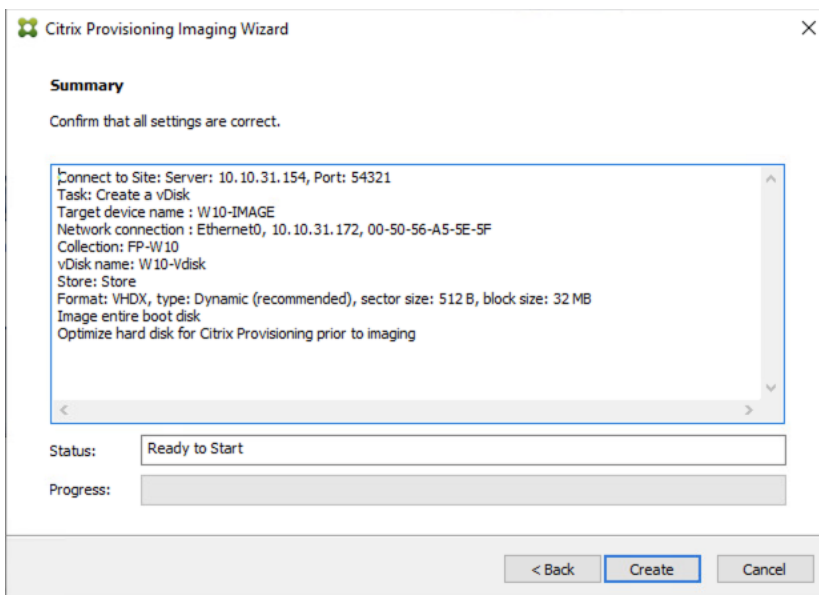 Citrix Provisioning Imaging Wizard
Summary
Confirm that all settings are correct.
Connect to Site: Server: 10.10.31.154, Port: 54321
Task: Create a vDisk
Target device name : W10-IMAGE
Network connection : Ethernet0, 10.10.31.172, 00-50-56-A5-5E-5F
Collection: FP-W10
vDisk name: W10-Vdisk
Store: Store
Format: VHDX, type: Dynamic (recommended), sector size: 512 B, block size: 32 MB
Image entire boot disk
Optimize hard disk for Citrix Provisioning prior to imaging
Status: Ready to Start
Progress:
< Back Create Cancel